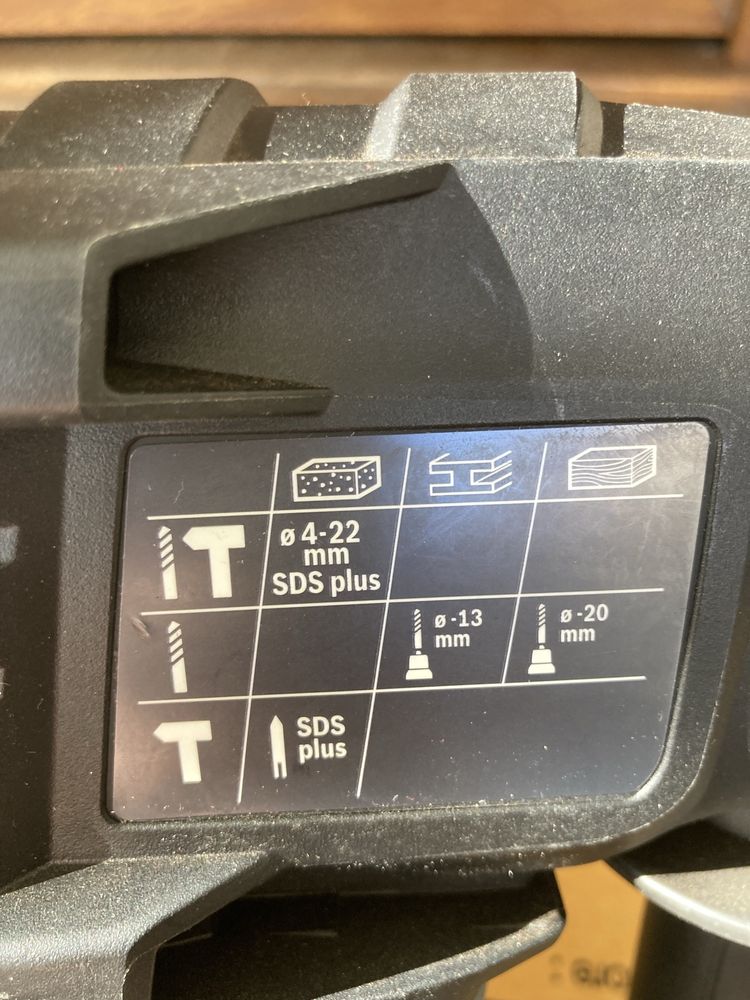 ø 4-22
mm
SDS plus
ø -13
mm
ø -20
mm
SDS
plus